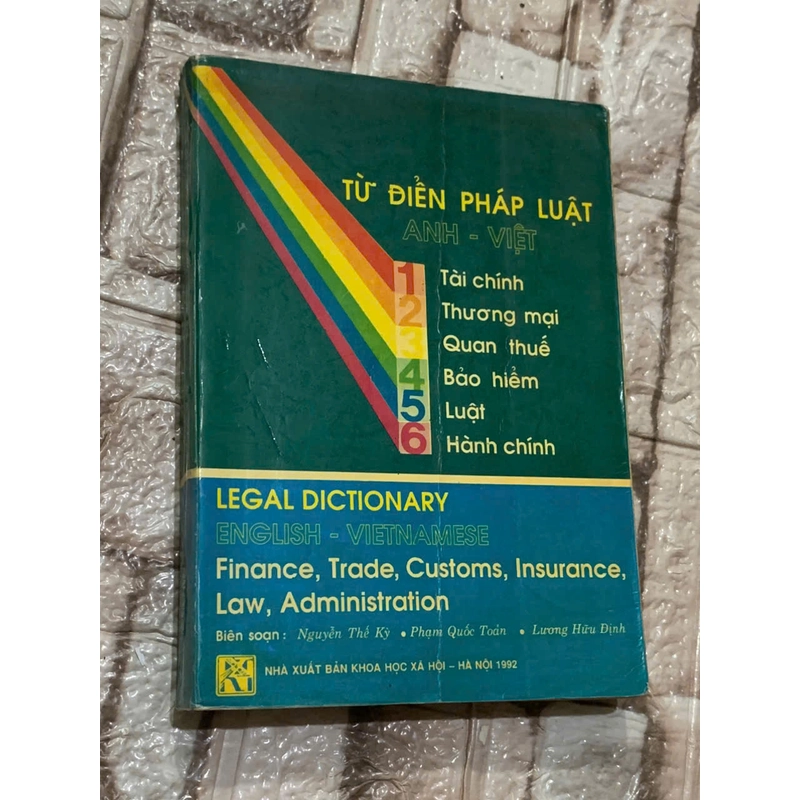 TỪ ĐIỂN PHÁP LUẬT
ANH - VIỆT
1 Tài chính
2 Thương mại
3 Quan thuế
4 Bảo hiểm
5 Luật
6 Hành chính
LEGAL DICTIONARY
ENGLISH - VIETNAMESE
Finance, Trade, Customs, Insurance,
Law, Administration
Biên soạn: Nguyễn Thế Kỳ • Phạm Quốc Toản • Lương Hữu Định
NHÀ XUẤT BẢN KHOA HỌC XÃ HỘI - HÀ NỘI 1992